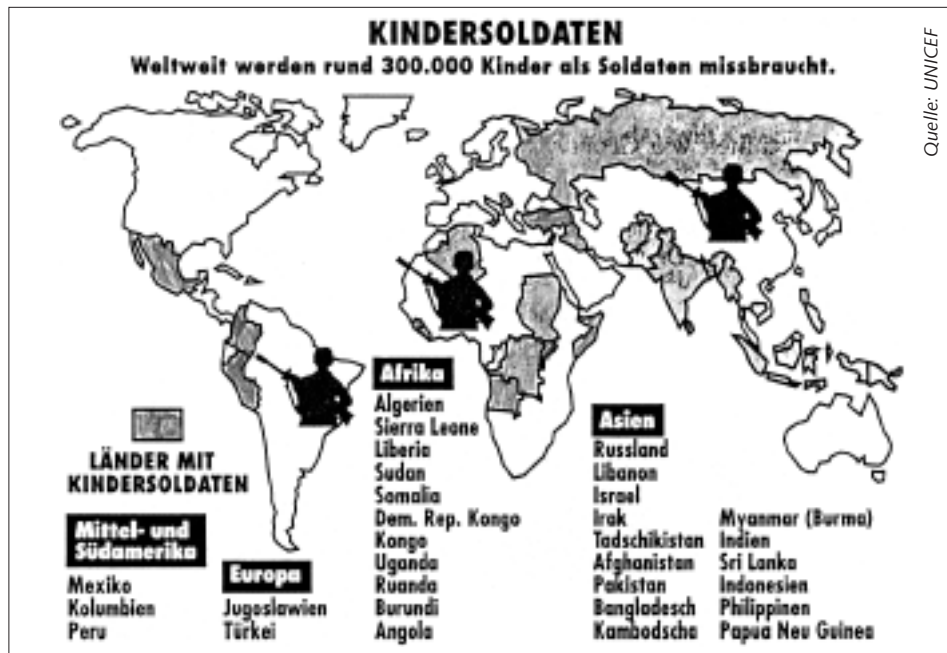 KINDERSOLDATEN
Weltweit werden rund 300.000 Kinder als Soldaten missbraucht.
Quelle: UNICEF
LÄNDER MIT
KINDERSOLDATEN
Mittel- und
Südamerika
Mexiko
Kolumbien
Peru
Europa
Jugoslawien
Türkei
Afrika
Algerien
Sierra Leone
Liberia
Sudan
Somalia
Dem. Rep. Kongo
Kongo
Uganda
Ruanda
Burundi
Angola
Asien
Russland
Libanon
Israel
Irak
Tadschikistan
Afghanistan
Pakistan
Bangladesch
Kambodscha
Myanmar (Burma)
Indien
Sri Lanka
Indonesien
Philippinen
Papua Neu Guinea